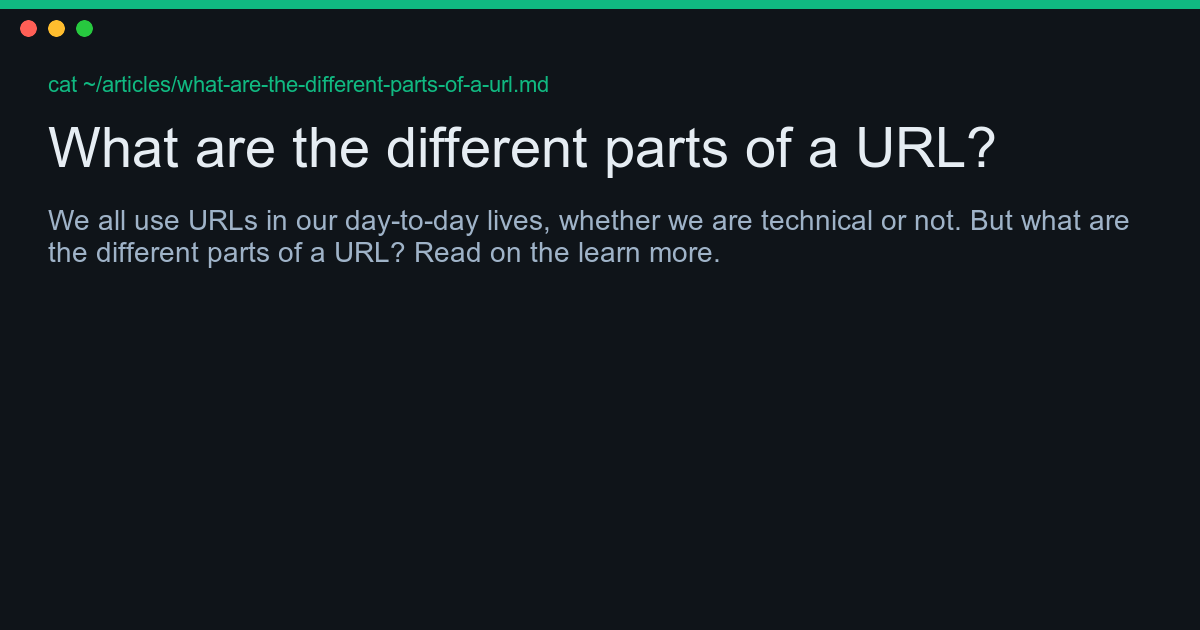 cat ~/articles/what-are-the-different-parts-of-a-url.md
What are the different parts of a URL?
We all use URLs in our day-to-day lives, whether we are technical or not. But what are
the different parts of a URL? Read on the learn more.